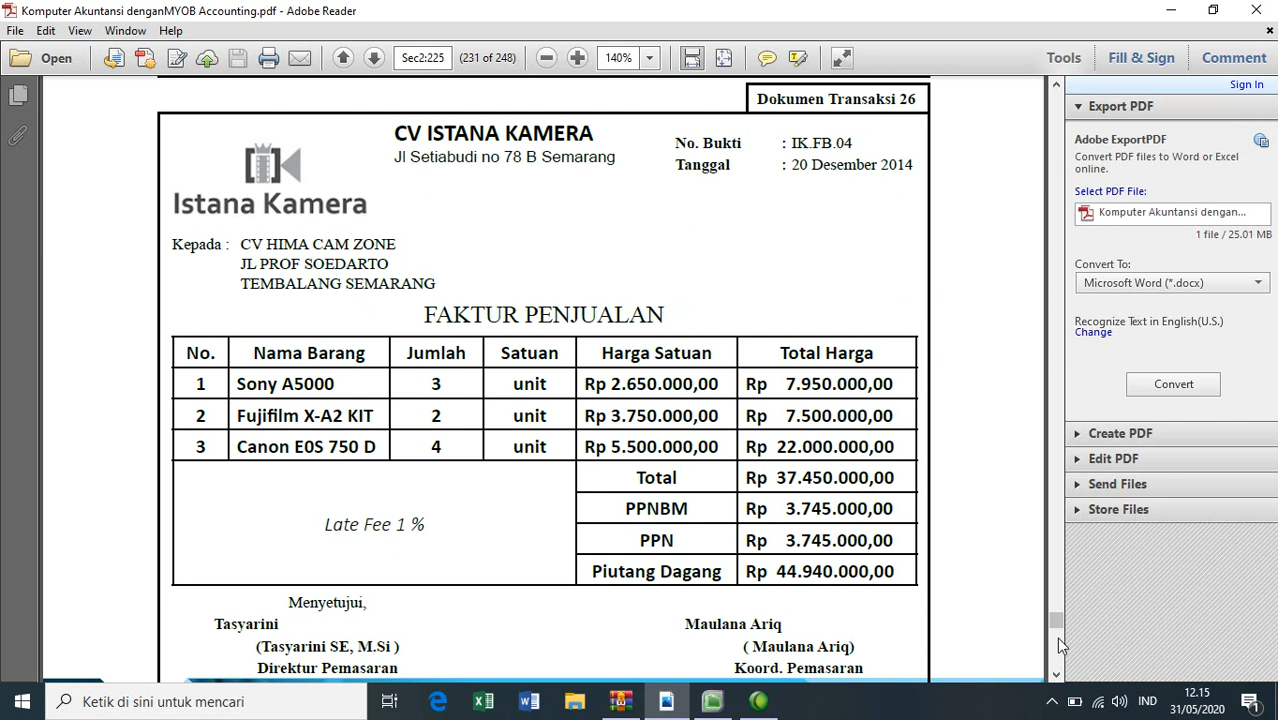 Komputer Akuntansi denganMYOB Accounting.pdf - Adobe Reader
File Edit View Window Help
Open Sec2:225 (231 of 248) 140% Tools Fill & Sign Comment
Sign In
Dokumen Transaksi 26
CV ISTANA KAMERA
Jl Setiabudi no 78 B Semarang
No. Bukti : IK.FB.04
Tanggal : 20 Desember 2014
Istana Kamera
Kepada : CV HIMA CAM ZONE
JL PROF SOEDARTO
TEMBALANG SEMARANG
FAKTUR PENJUALAN
No. Nama Barang Jumlah Satuan Harga Satuan Total Harga
1 Sony A5000 3 unit Rp 2.650.000,00 Rp 7.950.000,00
2 Fujifilm X-A2 KIT 2 unit Rp 3.750.000,00 Rp 7.500.000,00
3 Canon E0S 750 D 4 unit Rp 5.500.000,00 Rp 22.000.000,00
Total Rp 37.450.000,00
PPNBM Rp 3.745.000,00
Late Fee 1 %
PPN Rp 3.745.000,00
Piutang Dagang Rp 44.940.000,00
Menyetujui,
Tasyarini Maulana Ariq
(Tasyarini SE, M.Si ) ( Maulana Ariq)
Direktur Pemasaran Koord. Pemasaran
Export PDF
Adobe ExportPDF
Convert PDF files to Word or Excel
online.
Select PDF File:
Komputer Akuntansi dengan...
1 file / 25.01 MB
Convert To:
Microsoft Word (*.docx)
Recognize Text in English(U.S.)
Change
Convert
Create PDF
Edit PDF
Send Files
Store Files
Ketik di sini untuk mencari
IND
12.15
31/05/2020
1